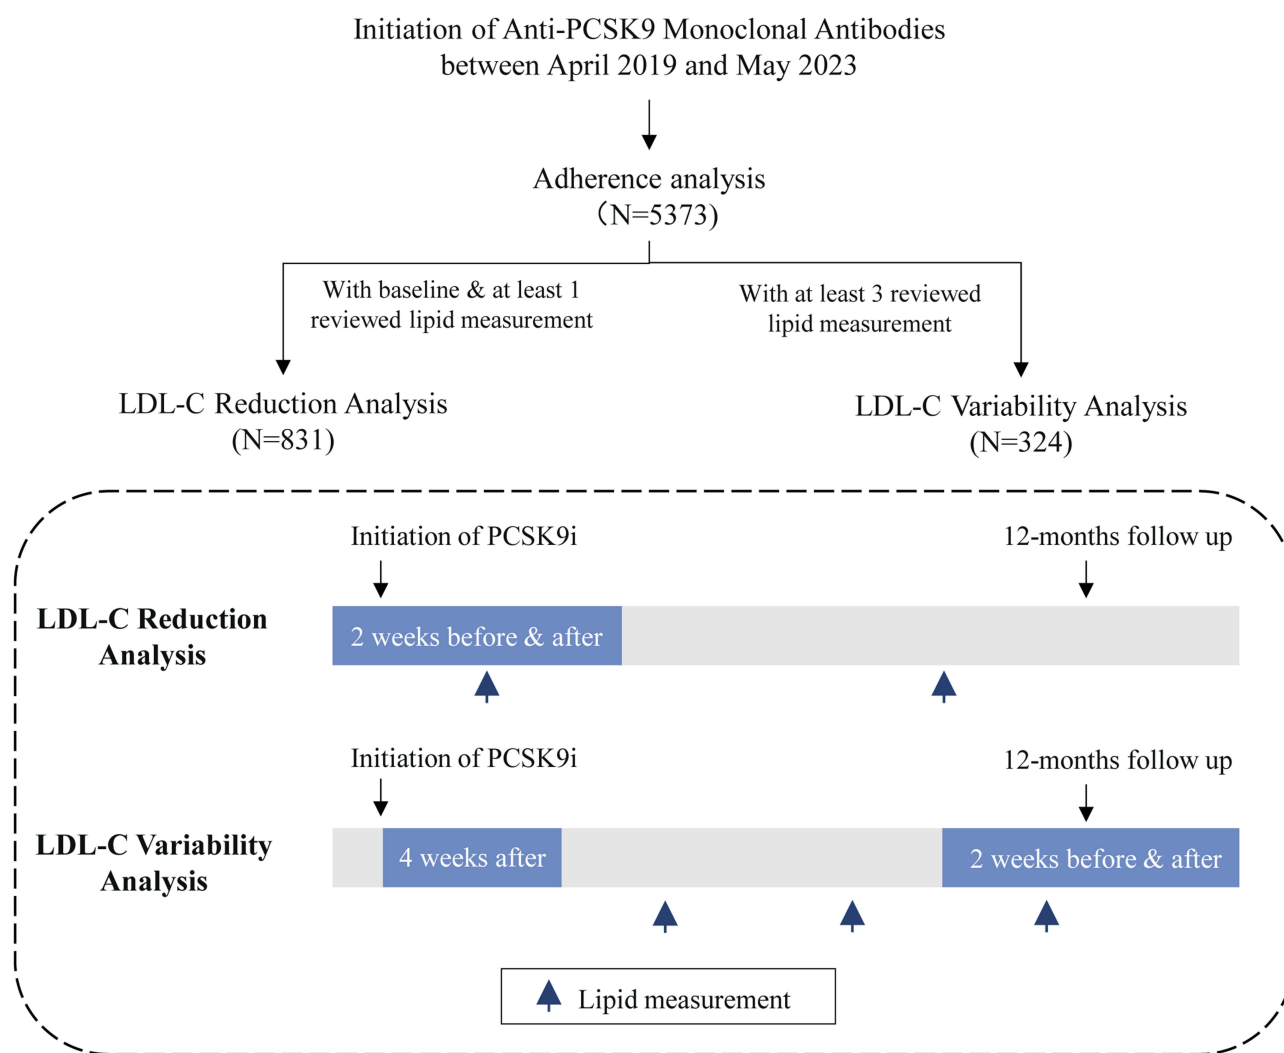 Initiation of Anti-PCSK9 Monoclonal Antibodies
between April 2019 and May 2023
Adherence analysis
（N=5373)
With baseline & at least 1
reviewed lipid measurement
With at least 3 reviewed
lipid measurement
LDL-C Reduction Analysis
(N=831)
LDL-C Variability Analysis
(N=324)
Initiation of PCSK9i
12-months follow up
LDL-C Reduction
Analysis
2 weeks before & after
Initiation of PCSK9i
12-months follow up
LDL-C Variability
Analysis
4 weeks after
2 weeks before & after
Lipid measurement